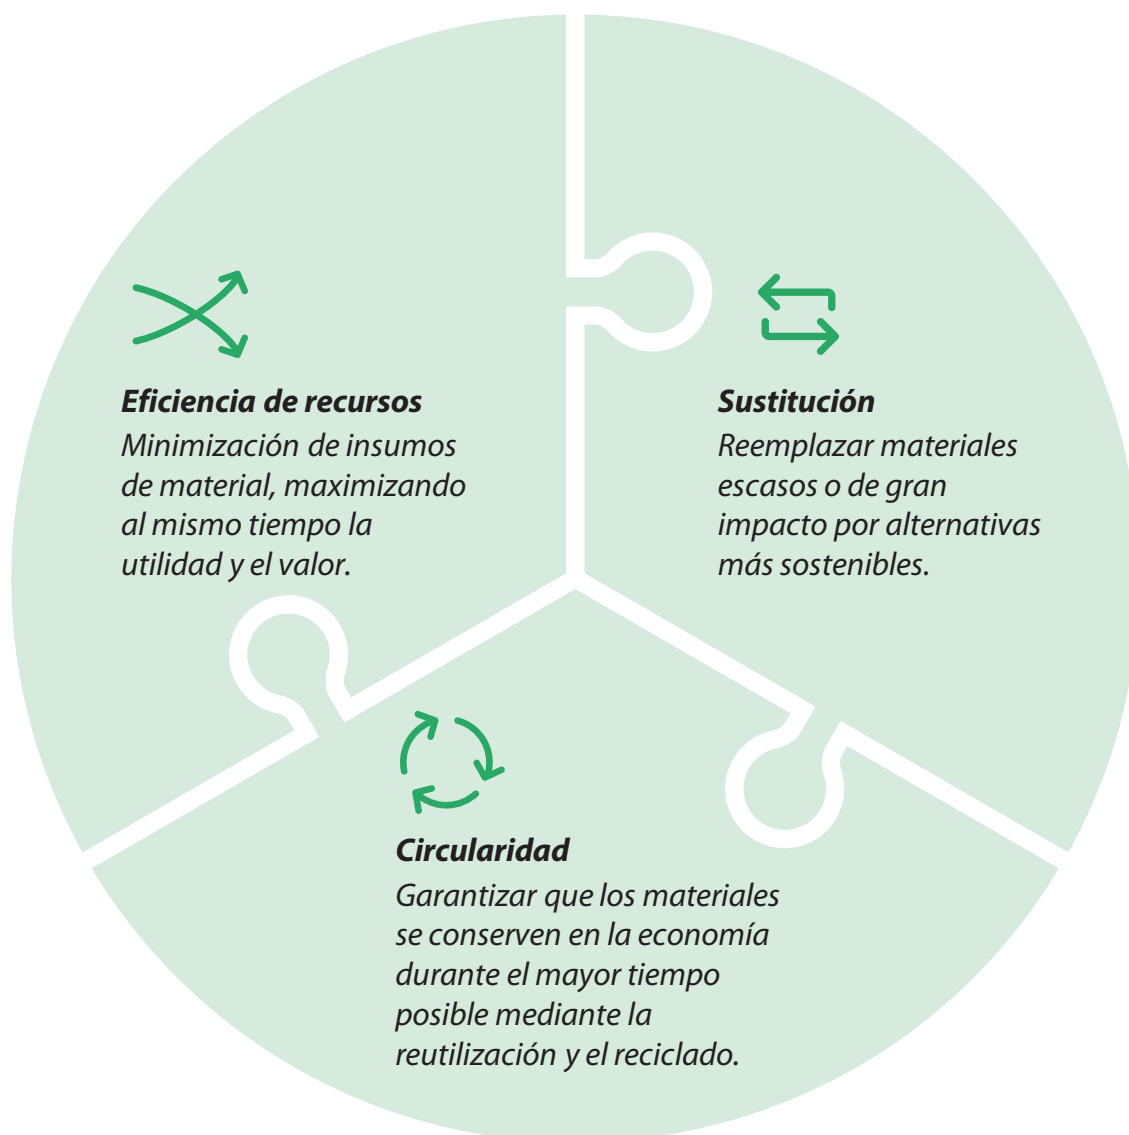 Eficiencia de recursos
Minimización de insumos
de material, maximizando
al mismo tiempo la
utilidad y el valor.
Sustitución
Reemplazar materiales
escasos o de gran
impacto por alternativas
más sostenibles.
Circularidad
Garantizar que los materiales
se conserven en la economía
durante el mayor tiempo
posible mediante la
reutilización y el reciclado.